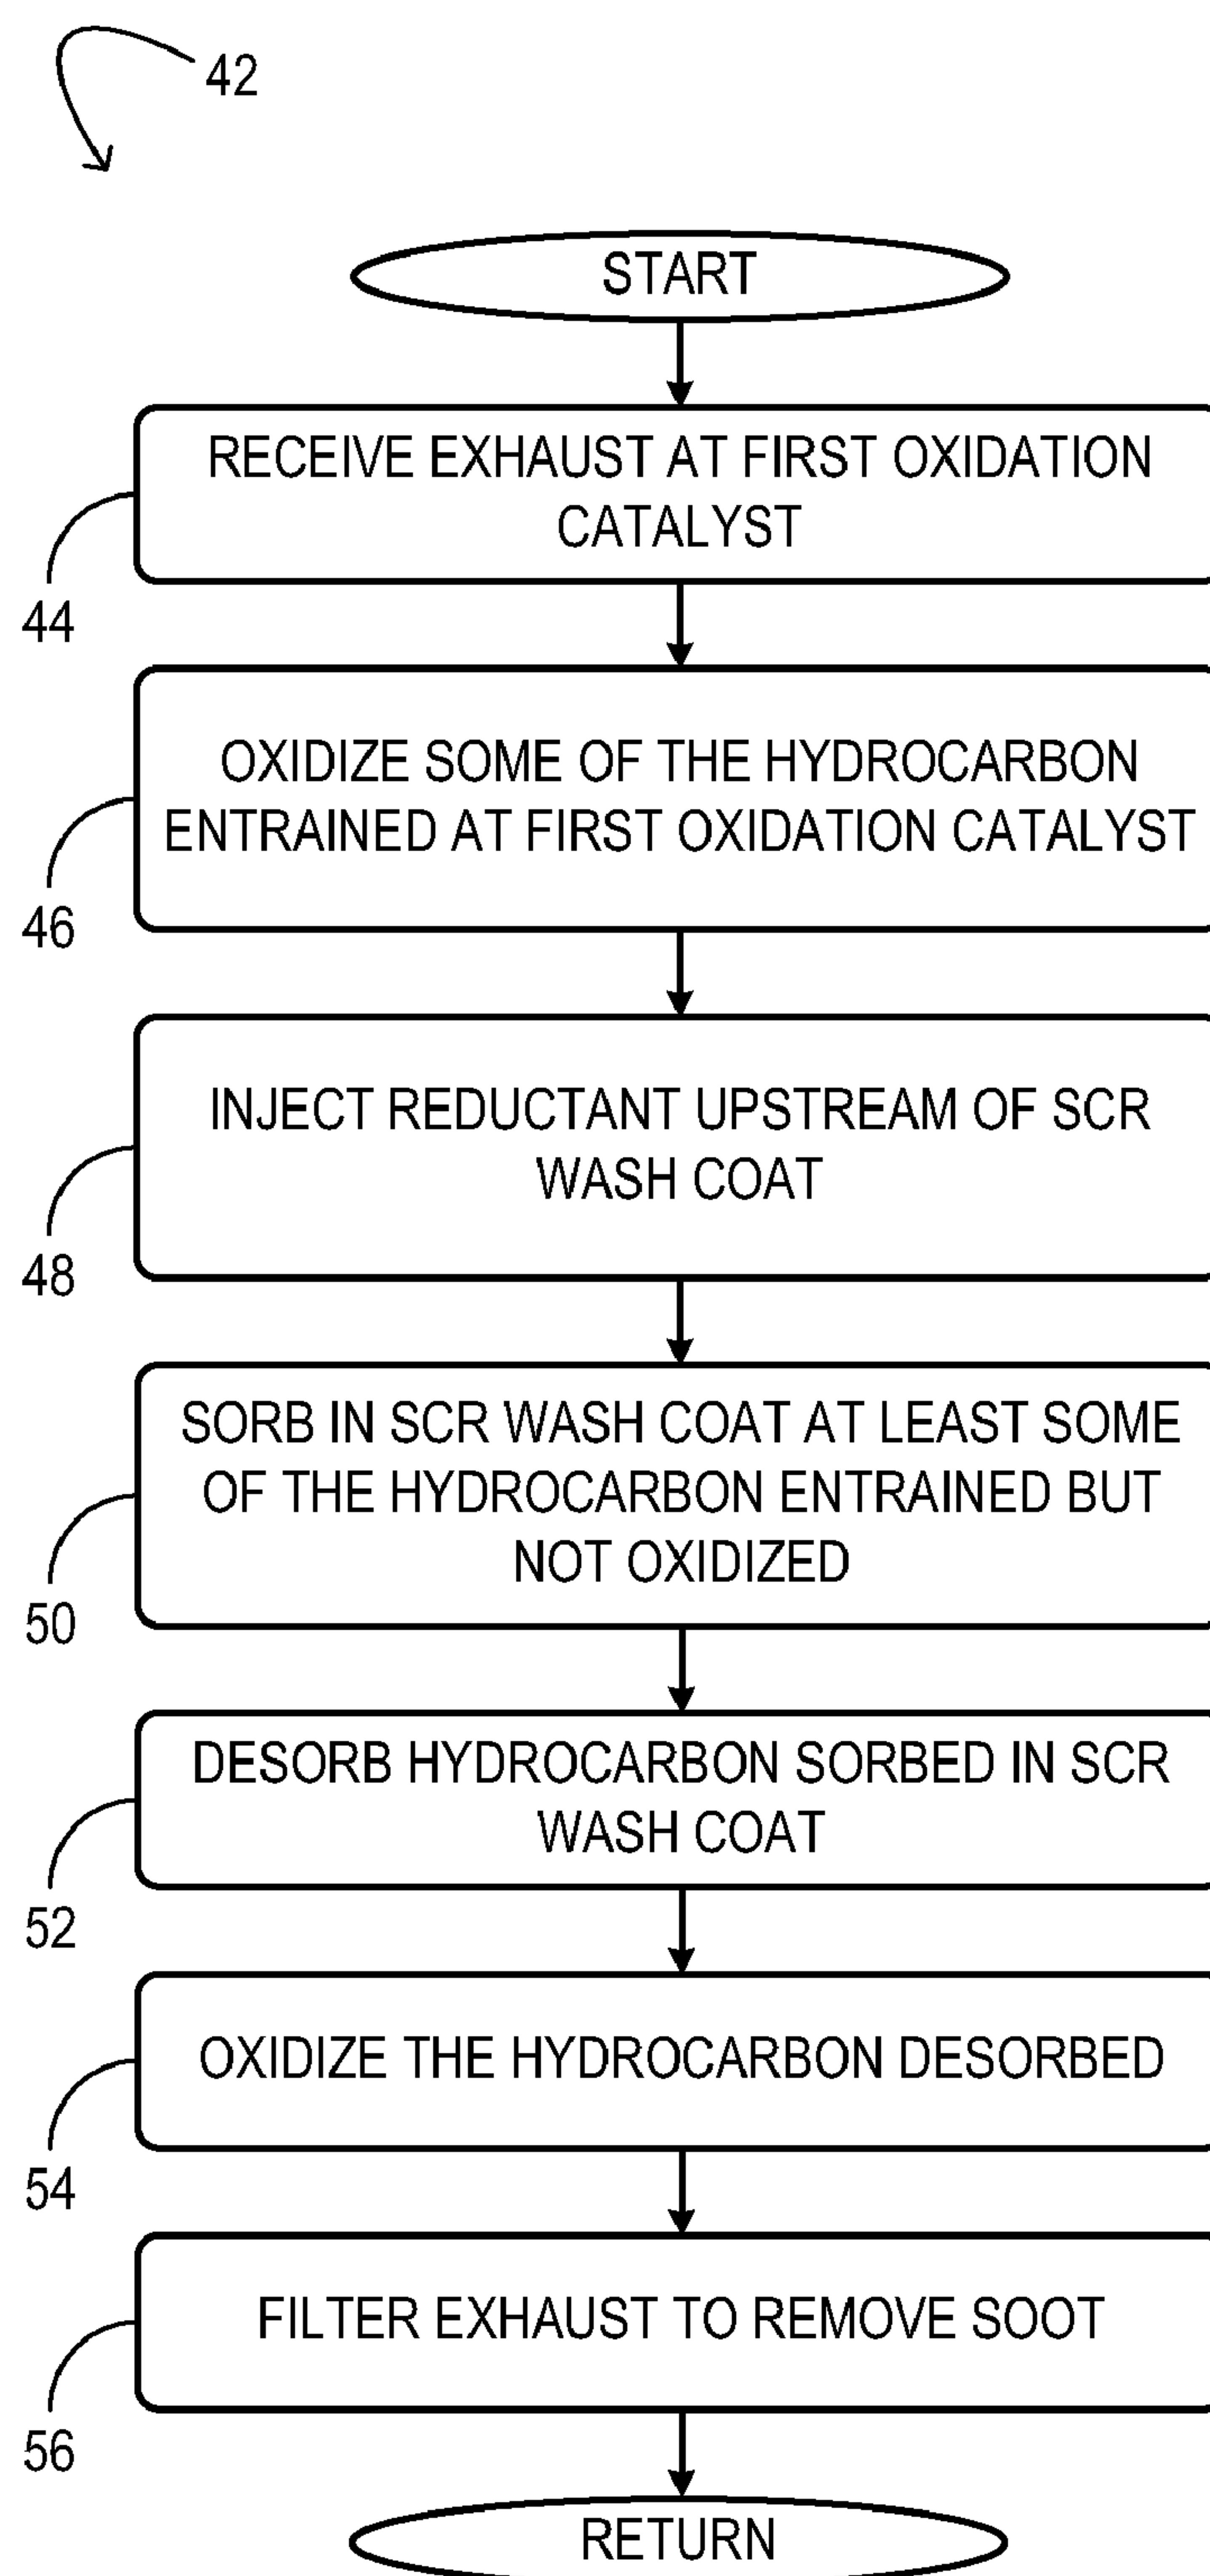 42
START
RECEIVE EXHAUST AT FIRST OXIDATION
CATALYST
44
OXIDIZE SOME OF THE HYDROCARBON
ENTRAINED AT FIRST OXIDATION CATALYST
46
INJECT REDUCTANT UPSTREAM OF SCR
WASH COAT
48
SORB IN SCR WASH COAT AT LEAST SOME
OF THE HYDROCARBON ENTRAINED BUT
NOT OXIDIZED
50
DESORB HYDROCARBON SORBED IN SCR
WASH COAT
52
OXIDIZE THE HYDROCARBON DESORBED
54
FILTER EXHAUST TO REMOVE SOOT
56
RETURN